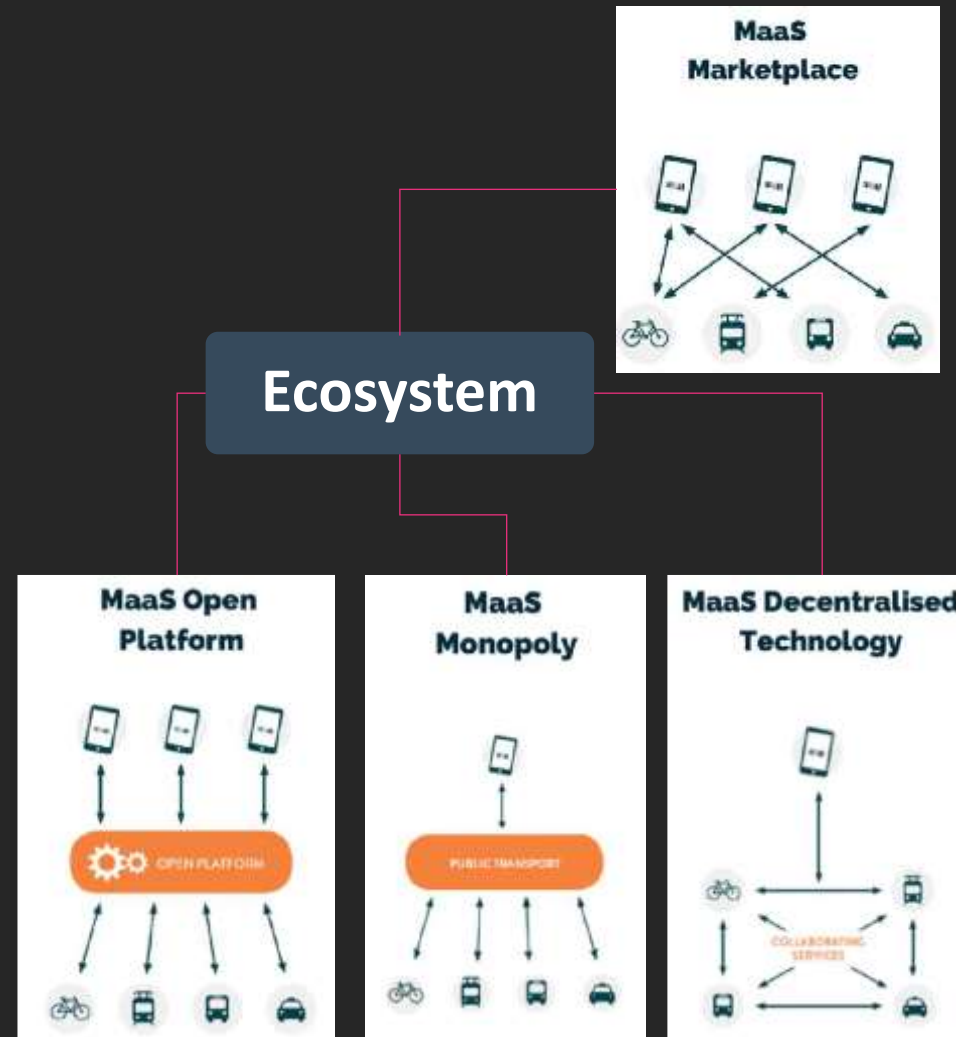 MaaS
Marketplace
Ecosystem
MaaS Open
Platform
OPEN PLATFORM
MaaS
Monopoly
PUBLIC TRANSPORT
MaaS Decentralised
Technology
COLLABORATING
SERVICES